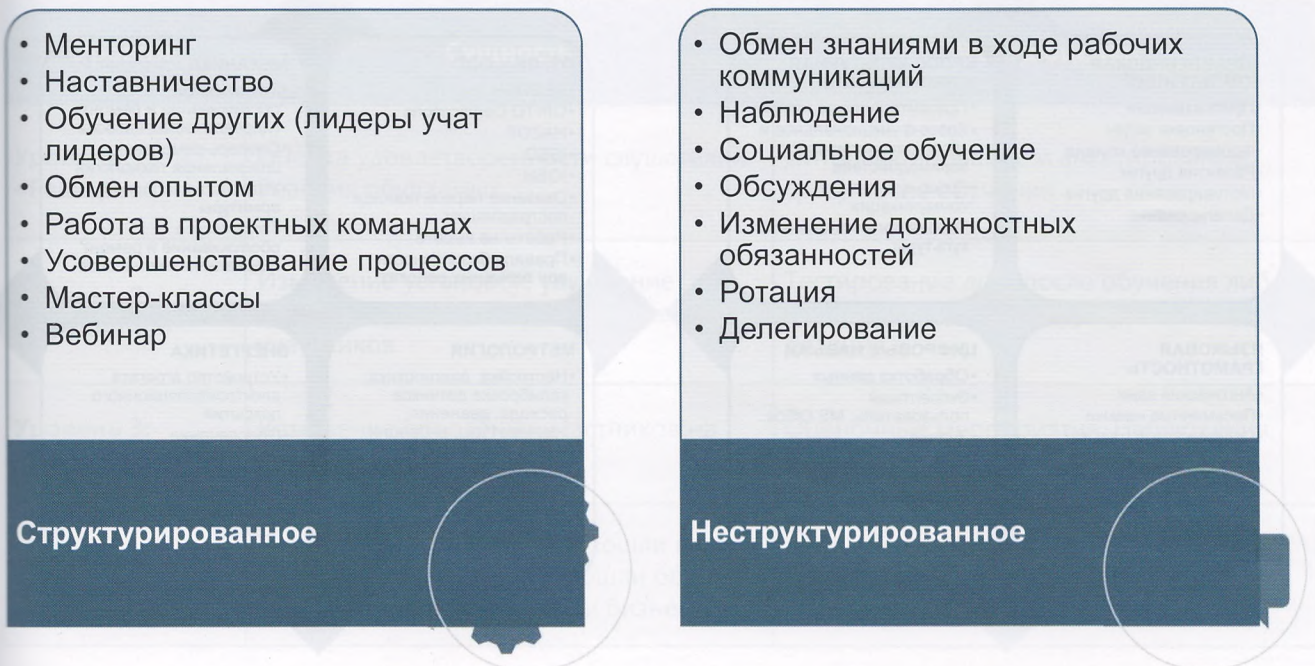 • Менторинг
• Наставничество
• Обучение других (лидеры учат
лидеров)
• Обмен опытом
• Работа в проектных командах
• Усовершенствование процессов
• Мастер-классы
• Вебинар
Структурированное
• Обмен знаниями в ходе рабочих
коммуникаций
• Наблюдение
• Социальное обучение
• Обсуждения
• Изменение должностных
обязанностей
• Ротация
• Делегирование
Неструктурированное